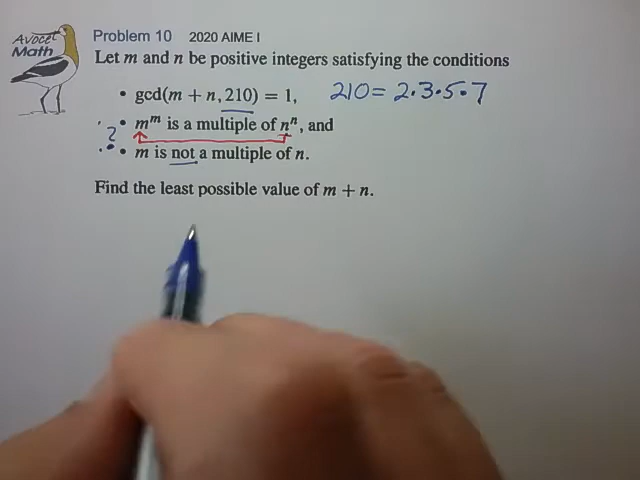 Avocet
Math
Problem 10 2020 AIME I
Let m and n be positive integers satisfying the conditions
• gcd(m + n, 210) = 1, 210 = 2·3·5·7
• m^m is a multiple of n^n, and
?
• m is not a multiple of n.
Find the least possible value of m + n.